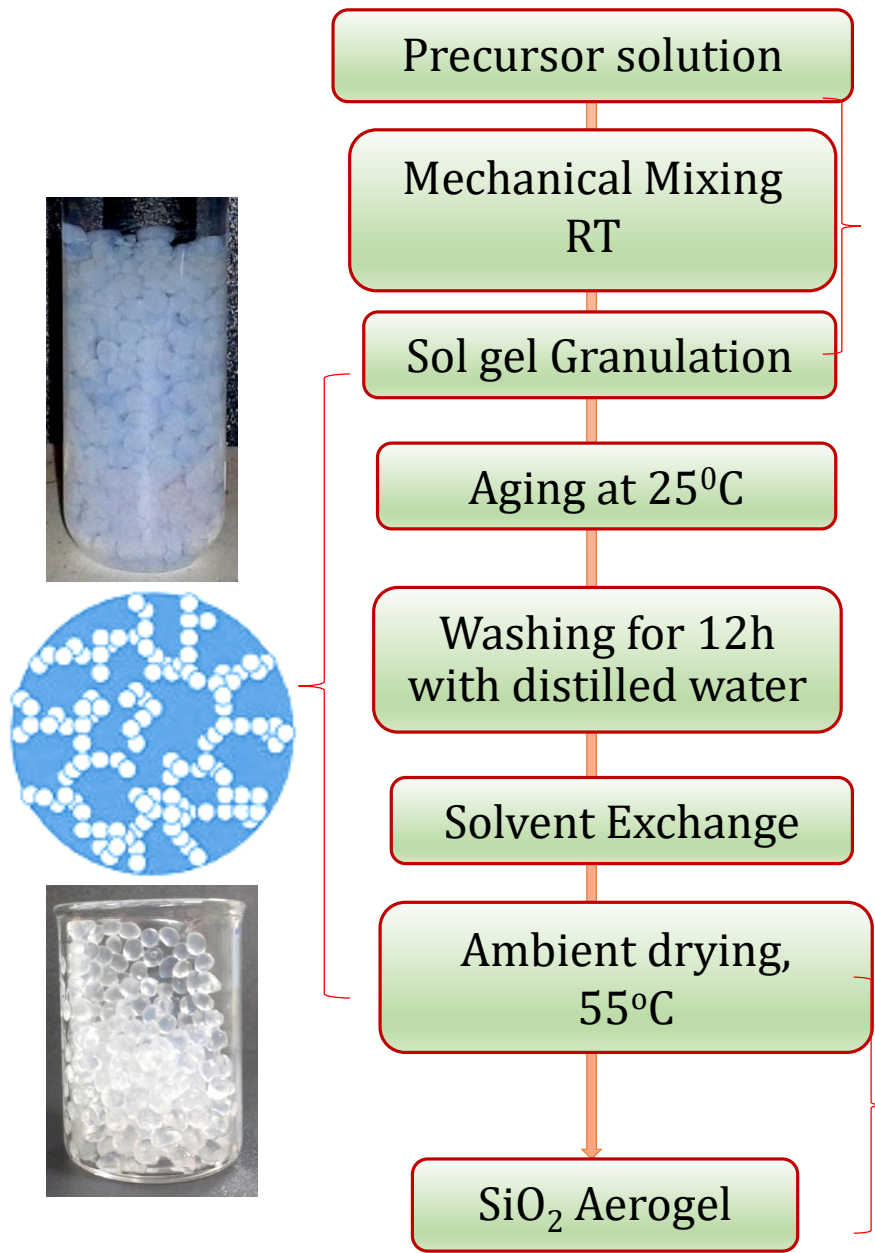 Precursor solution
Mechanical Mixing
RT
Sol gel Granulation
Aging at 25⁰C
Washing for 12h
with distilled water
Solvent Exchange
Ambient drying,
55ᵒC
SiO₂ Aerogel